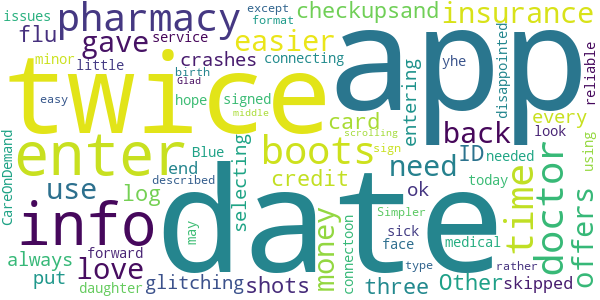 issues
except
format
service
pharmacy
checkups and
insurance
flu
gave
easier
crashes
connecting
minor
little
birth
Glad
twice
app
yhe
disappointed
reliable
easy
middle
scrolling
hope
signed
card
entering
every
enter
boots
back
ID
needed
look
using
CareOnDemand
end
Blue
described
sign
use
log
selecting
credit
need
today
time
doctor
offers
info
date
may
ok
sick
face
Simpler
medical
always
love
forward
money
connectoon
three
type
rather
put
daughter
glitching
shots
Other
skipped